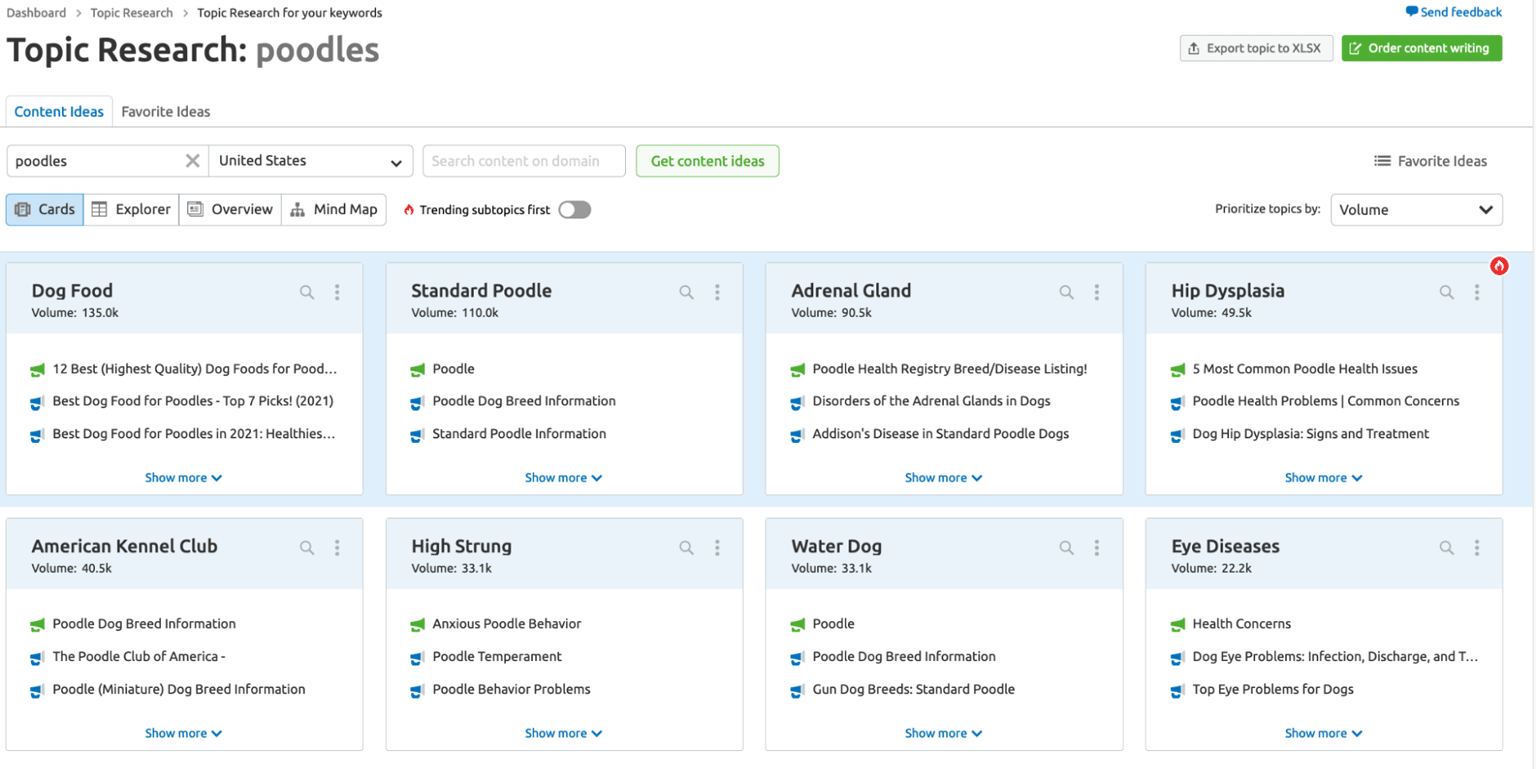 Dashboard > Topic Research > Topic Research for your keywords
Send feedback
Topic Research: poodles
Export topic to XLSX
Order content writing
Content Ideas
Favorite Ideas
poodles
United States
Search content on domain
Get content ideas
Favorite Ideas
Cards
Explorer
Overview
Mind Map
Trending subtopics first
Prioritize topics by:
Volume
Dog Food
Volume: 135.0k
12 Best (Highest Quality) Dog Foods for Pood...
Best Dog Food for Poodles - Top 7 Picks! (2021)
Best Dog Food for Poodles in 2021: Healthies...
Show more
Standard Poodle
Volume: 110.0k
Poodle
Poodle Dog Breed Information
Standard Poodle Information
Show more
Adrenal Gland
Volume: 90.5k
Poodle Health Registry Breed/Disease Listing!
Disorders of the Adrenal Glands in Dogs
Addison's Disease in Standard Poodle Dogs
Show more
Hip Dysplasia
Volume: 49.5k
5 Most Common Poodle Health Issues
Poodle Health Problems | Common Concerns
Dog Hip Dysplasia: Signs and Treatment
Show more
American Kennel Club
Volume: 40.5k
Poodle Dog Breed Information
The Poodle Club of America -
Poodle (Miniature) Dog Breed Information
Show more
High Strung
Volume: 33.1k
Anxious Poodle Behavior
Poodle Temperament
Poodle Behavior Problems
Show more
Water Dog
Volume: 33.1k
Poodle
Poodle Dog Breed Information
Gun Dog Breeds: Standard Poodle
Show more
Eye Diseases
Volume: 22.2k
Health Concerns
Dog Eye Problems: Infection, Discharge, and T...
Top Eye Problems for Dogs
Show more